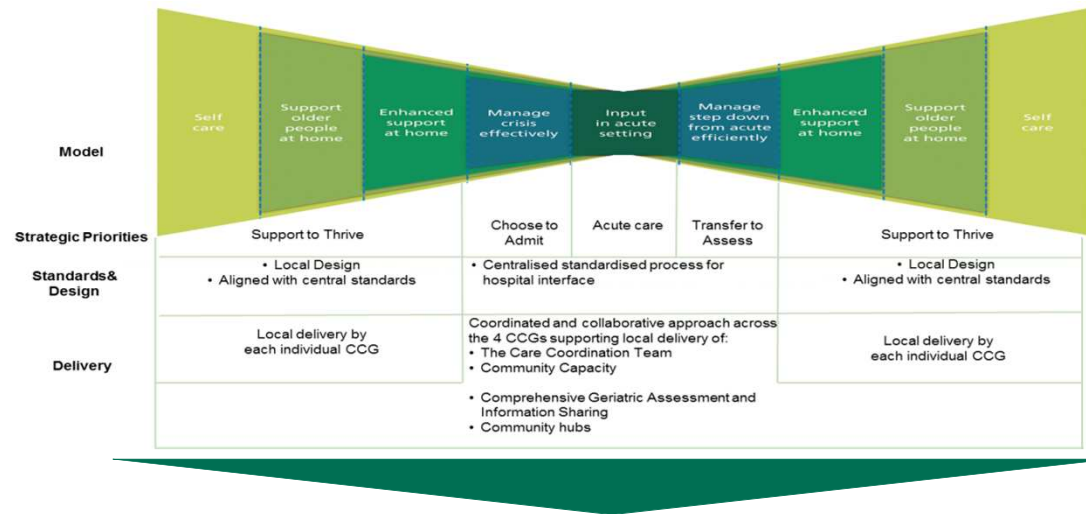 Self
care
Support
older
people
at home
Enhanced
support
at home
Manage
crisis
effectively
Input
in acute
setting
Manage
step down
from acute
efficiently
Enhanced
support
at home
Support
older
people
at home
Self
care
Model
Strategic Priorities
Support to Thrive
Choose to
Admit
Acute care
Transfer to
Assess
Support to Thrive
Standards&
Design
• Local Design
• Aligned with central standards
• Centralised standardised process for
hospital interface
• Local Design
• Aligned with central standards
Delivery
Local delivery by
each individual CCG
Coordinated and collaborative approach across
the 4 CCGs supporting local delivery of:
• The Care Coordination Team
• Community Capacity
Local delivery by
each individual CCG
• Comprehensive Geriatric Assessment and
Information Sharing
• Community hubs